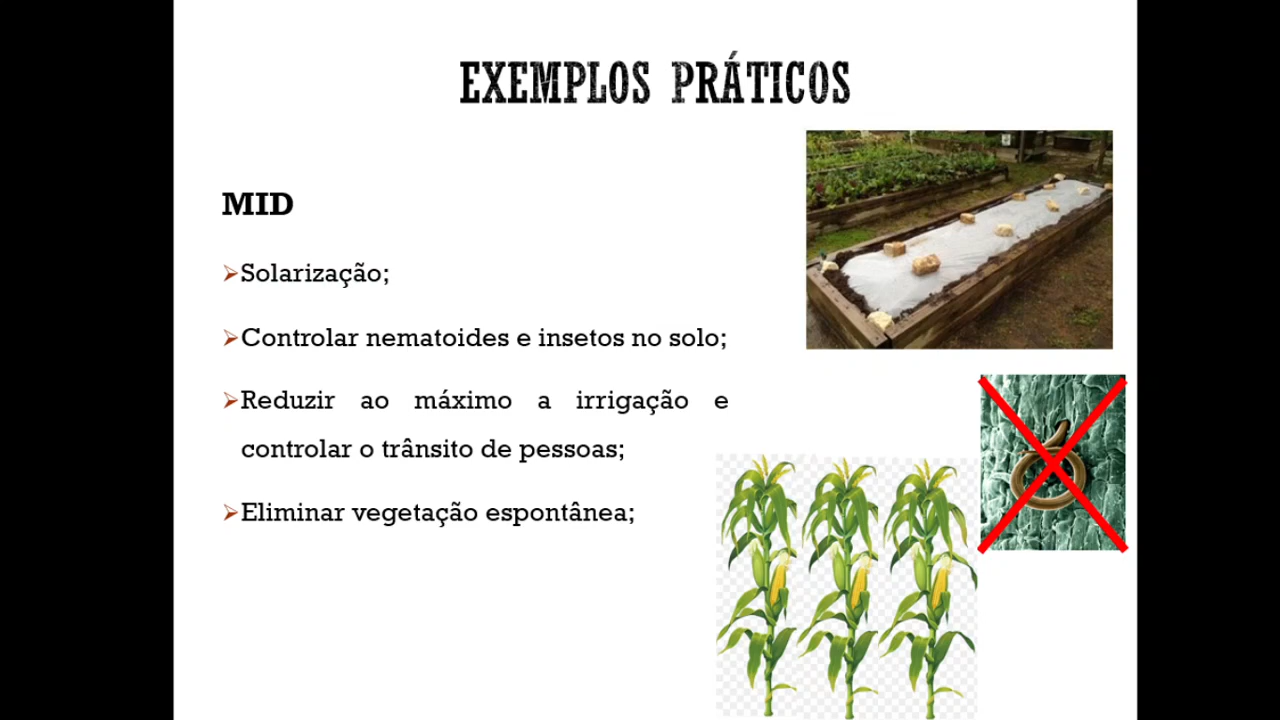 EXEMPLOS PRÁTICOS
MID
Solarização;
Controlar nematoides e insetos no solo;
Reduzir ao máximo a irrigação e
controlar o trânsito de pessoas;
Eliminar vegetação espontânea;